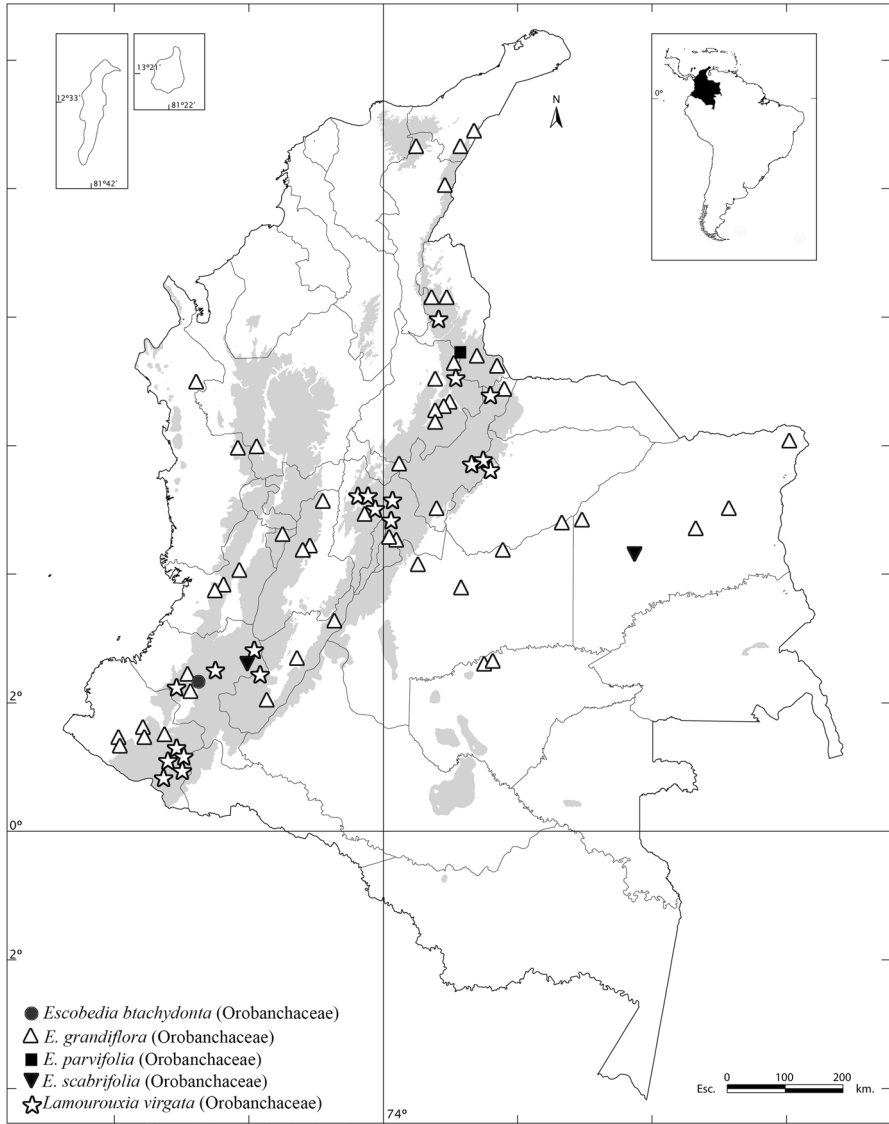 12°33'
81°42'
13°21'
81°22'
N
0°
2°
0°
2°
Escobedia btachydonta (Orobanchaceae)
E. grandiflora (Orobanchaceae)
E. parvifolia (Orobanchaceae)
E. scabrifolia (Orobanchaceae)
Lamourouxia virgata (Orobanchaceae)
74°
0 100 200
Esc. km.